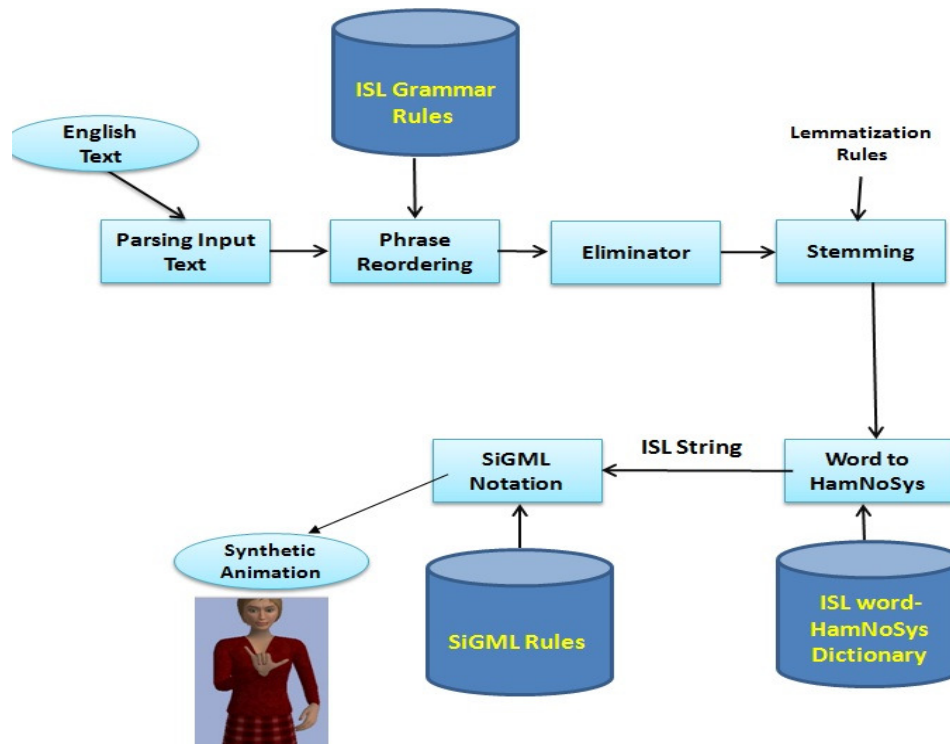 ISL Grammar
Rules
English
Text
Lemmatization
Rules
Parsing Input
Text
Phrase
Reordering
Eliminator
Stemming
SiGML
Notation
ISL String
Word to
HamNoSys
Synthetic
Animation
SiGML Rules
ISL word-
HamNoSys
Dictionary